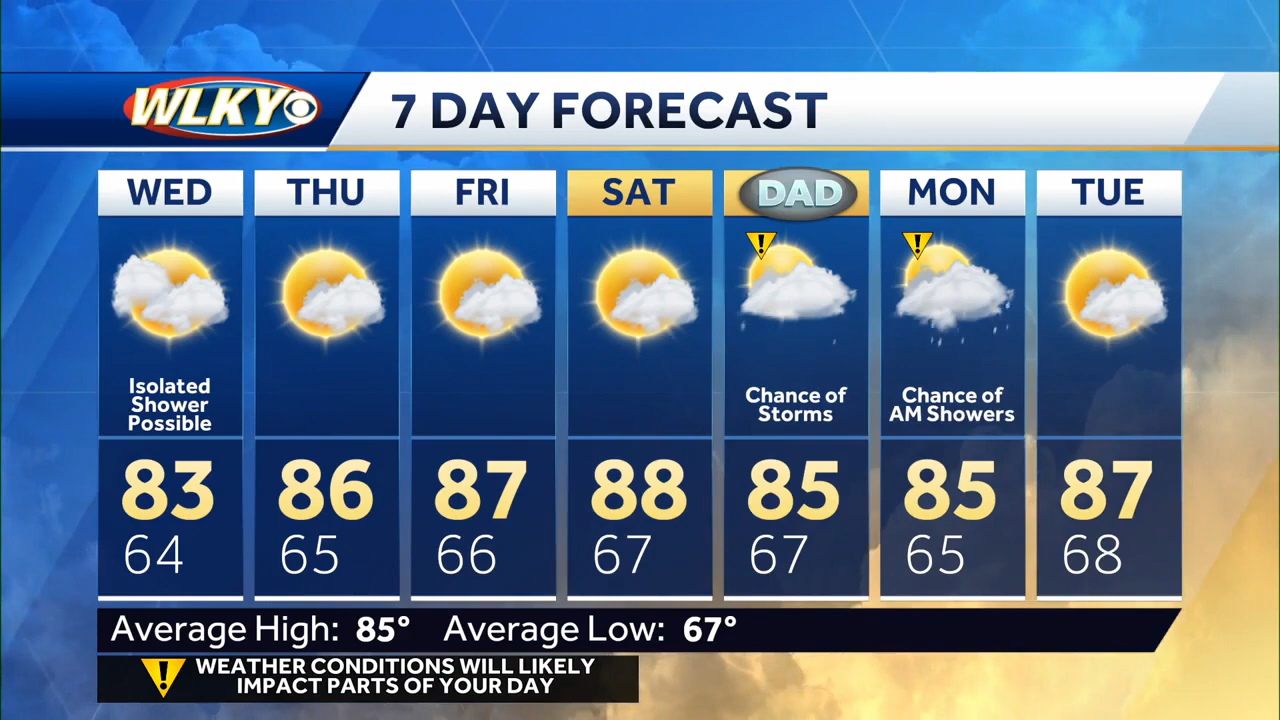 WLKY
7 DAY FORECAST
WED THU FRI SAT DAD MON TUE
Isolated
Shower
Possible
Chance of
Storms
Chance of
AM Showers
83 86 87 88 85 85 87
64 65 66 67 67 65 68
Average High: 85° Average Low: 67°
! WEATHER CONDITIONS WILL LIKELY
IMPACT PARTS OF YOUR DAY